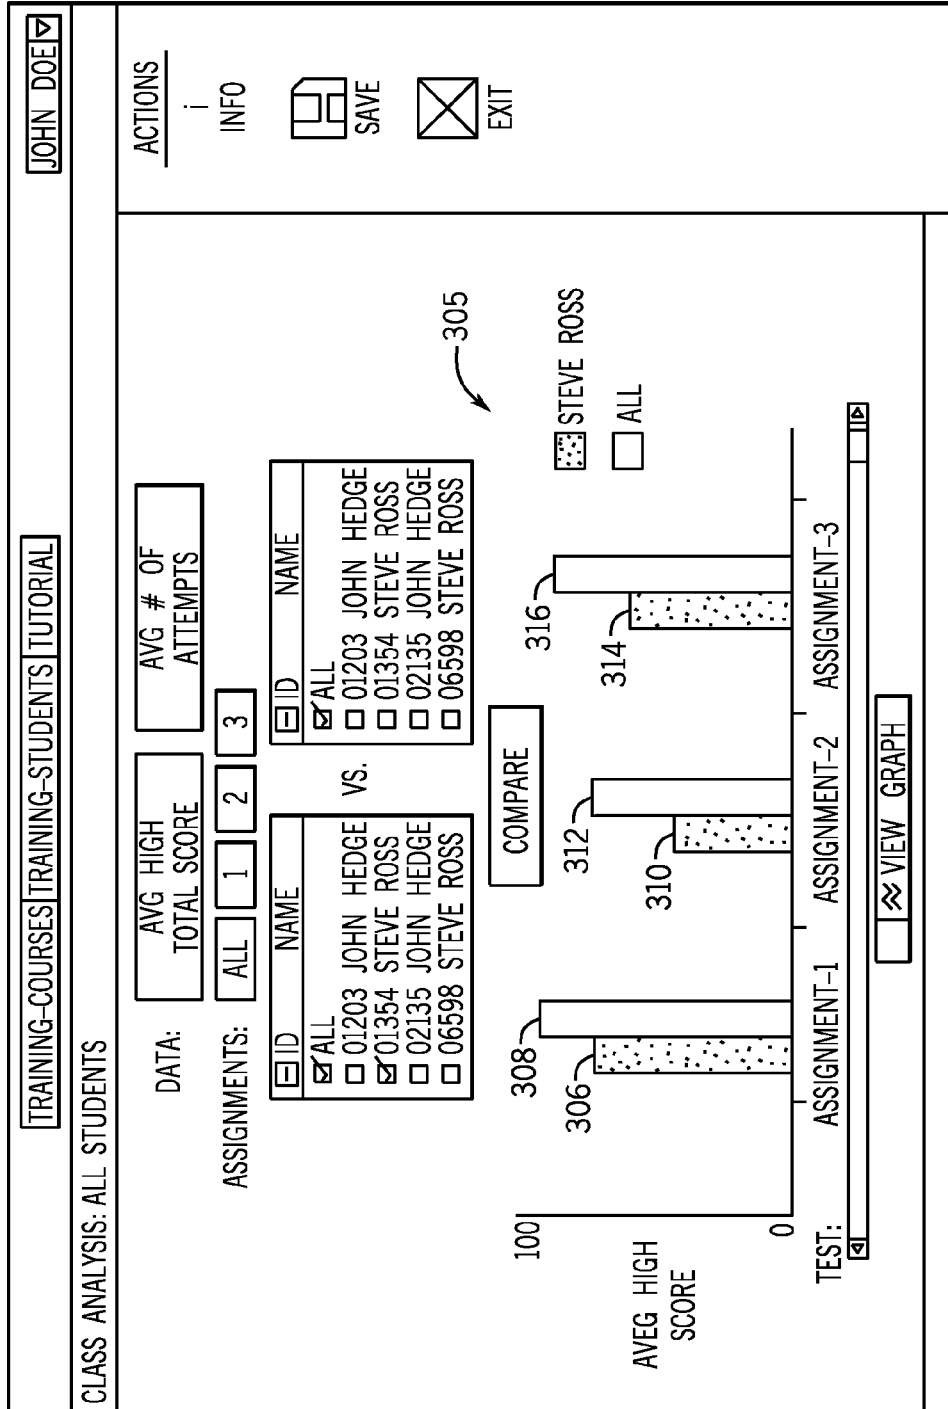 TRAINING-COURSES TRAINING-STUDENTS TUTORIAL
JOHN DOE
CLASS ANALYSIS: ALL STUDENTS
ACTIONS
i
INFO
SAVE
EXIT
DATA:
AVG HIGH
TOTAL SCORE
AVG # OF
ATTEMPTS
ASSIGNMENTS:
ALL 1 2 3
ID NAME
ALL
01203 JOHN HEDGE
01354 STEVE ROSS
02135 JOHN HEDGE
06598 STEVE ROSS
VS.
ID NAME
ALL
01203 JOHN HEDGE
01354 STEVE ROSS
02135 JOHN HEDGE
06598 STEVE ROSS
COMPARE
305
100
AVEG HIGH
SCORE
0
308
306
312
310
316
314
STEVE ROSS
ALL
TEST:
ASSIGNMENT-1 ASSIGNMENT-2 ASSIGNMENT-3
VIEW GRAPH